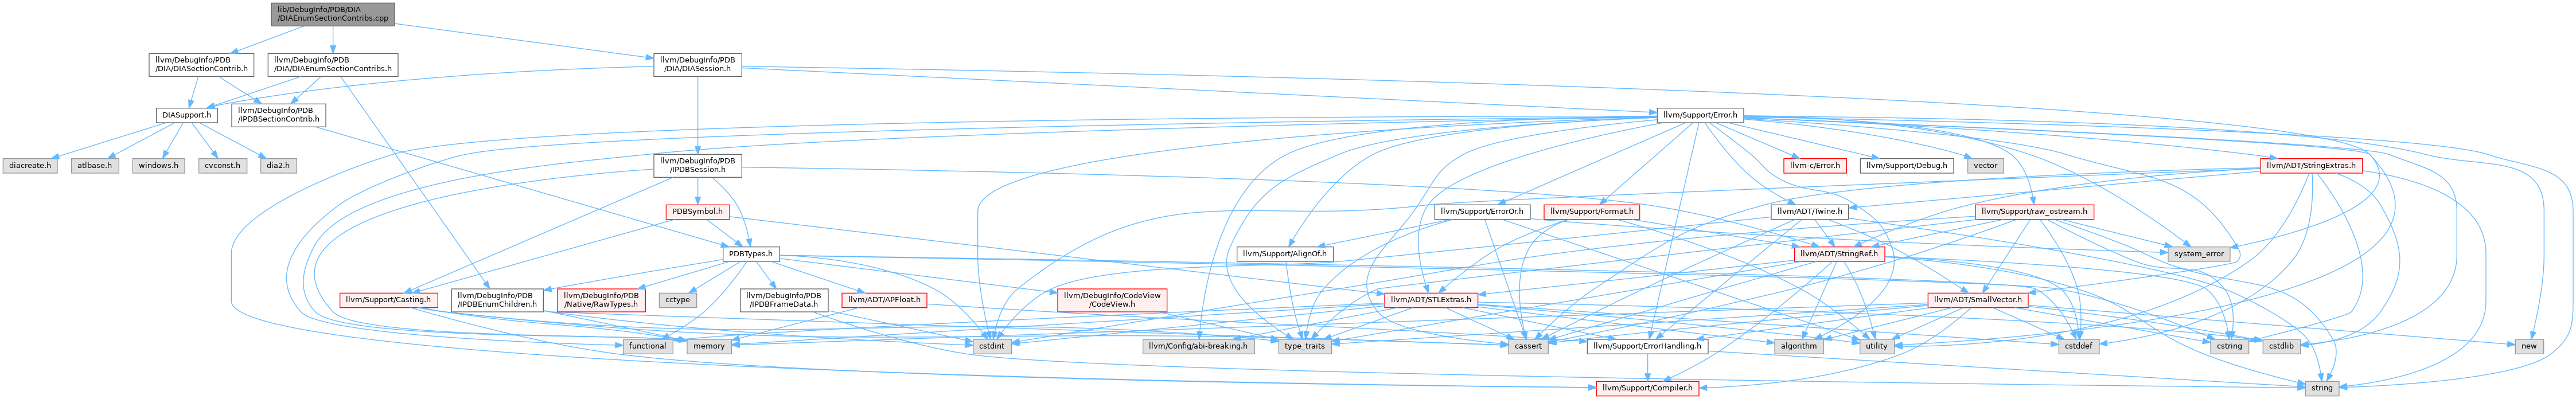 lib/DebugInfo/PDB/DIA
/DIAEnumSectionContribs.cpp
llvm/DebugInfo/PDB
/DIA/DIASectionContrib.h
llvm/DebugInfo/PDB
/DIA/DIAEnumSectionContribs.h
llvm/DebugInfo/PDB
/DIA/DIASession.h
DIASupport.h
llvm/DebugInfo/PDB
/IPDBSectionContrib.h
llvm/Support/Error.h
diacreate.h
atlbase.h
windows.h
cvconst.h
dia2.h
llvm/DebugInfo/PDB
/IPDBSession.h
llvm-c/Error.h
llvm/Support/Debug.h
vector
llvm/ADT/StringExtras.h
PDBSymbol.h
llvm/Support/ErrorOr.h
llvm/Support/Format.h
llvm/ADT/Twine.h
llvm/Support/raw_ostream.h
PDBTypes.h
llvm/Support/AlignOf.h
llvm/ADT/StringRef.h
system_error
llvm/Support/Casting.h
llvm/DebugInfo/PDB
/IPDBEnumChildren.h
llvm/DebugInfo/PDB
/Native/RawTypes.h
cctype
llvm/DebugInfo/PDB
/IPDBFrameData.h
llvm/ADT/APFloat.h
llvm/DebugInfo/CodeView
/CodeView.h
llvm/ADT/STLExtras.h
llvm/ADT/SmallVector.h
functional
memory
cstdint
llvm/Config/abi-breaking.h
type_traits
cassert
llvm/Support/ErrorHandling.h
algorithm
utility
cstddef
cstring
cstdlib
new
llvm/Support/Compiler.h
string